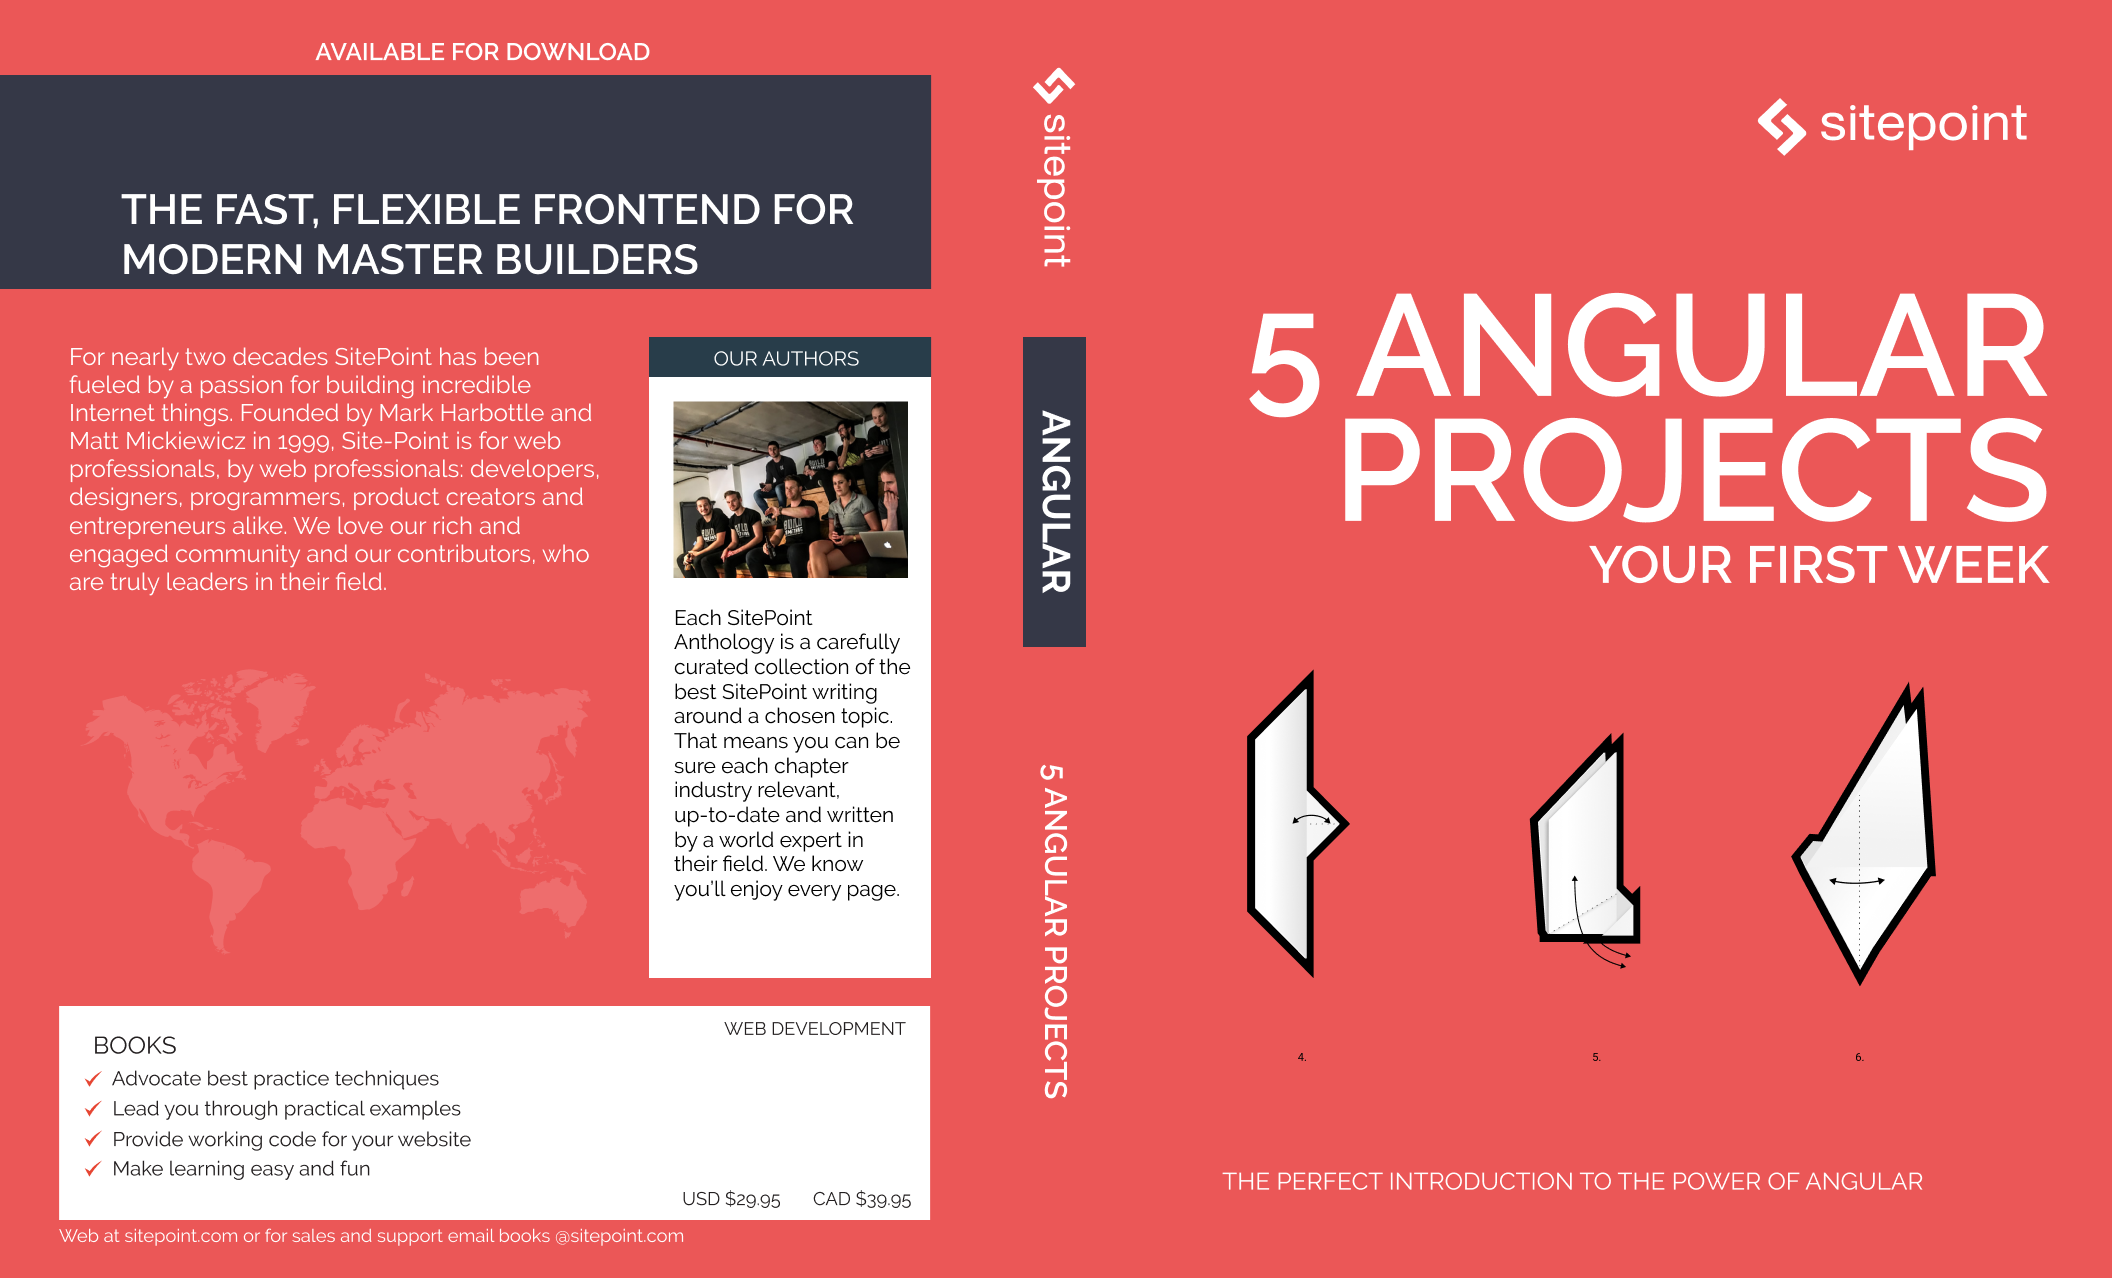 AVAILABLE FOR DOWNLOAD
THE FAST, FLEXIBLE FRONTEND FOR
MODERN MASTER BUILDERS
For nearly two decades SitePoint has been
fueled by a passion for building incredible
Internet things. Founded by Mark Harbottle and
Matt Mickiewicz in 1999, Site-Point is for web
professionals, by web professionals: developers,
designers, programmers, product creators and
entrepreneurs alike. We love our rich and
engaged community and our contributors, who
are truly leaders in their field.
OUR AUTHORS
Each SitePoint
Anthology is a carefully
curated collection of the
best SitePoint writing
around a chosen topic.
That means you can be
sure each chapter
industry relevant,
up-to-date and written
by a world expert in
their field. We know
you'll enjoy every page.
WEB DEVELOPMENT
BOOKS
Advocate best practice techniques
Lead you through practical examples
Provide working code for your website
Make learning easy and fun
USD $29.95 CAD $39.95
Web at sitepoint.com or for sales and support email books @sitepoint.com
sitepoint
ANGULAR
5 ANGULAR PROJECTS
sitepoint
5 ANGULAR
PROJECTS
YOUR FIRST WEEK
4. 5. 6.
THE PERFECT INTRODUCTION TO THE POWER OF ANGULAR